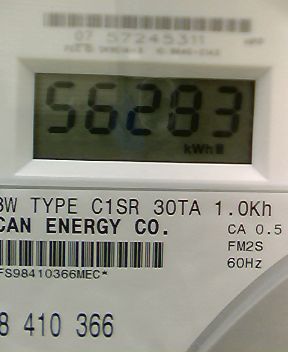 07 57245311
56283
kWh
3W TYPE C1SR 30TA 1.0Kh
CAN ENERGY CO.
CA 0.5
FM2S
60Hz
FS98410366MEC*
8 410 366